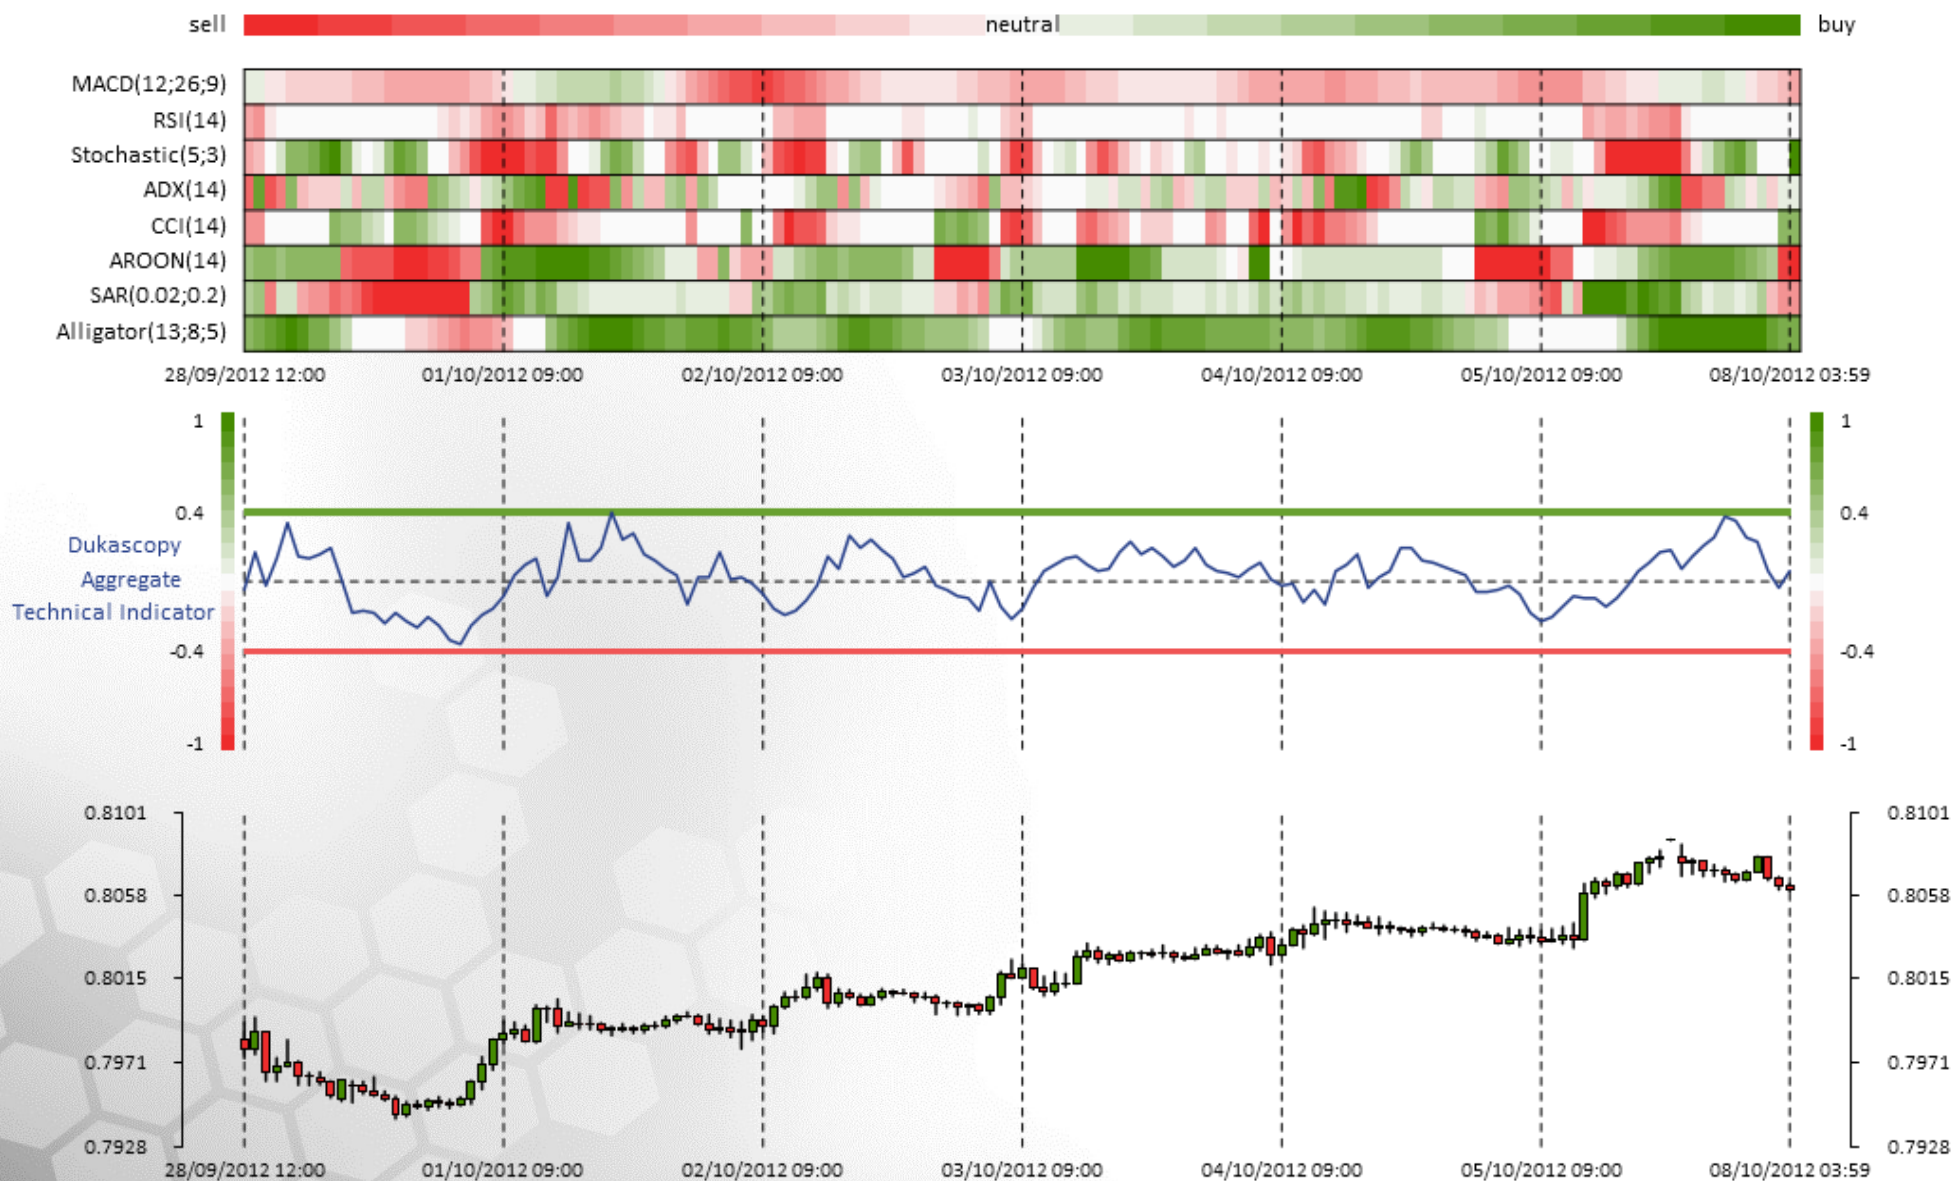 sell neutral buy
MACD(12;26;9)
RSI(14)
Stochastic(5;3)
ADX(14)
CCI(14)
AROON(14)
SAR(0.02;0.2)
Alligator(13;8;5)
28/09/2012 12:00 01/10/2012 09:00 02/10/2012 09:00 03/10/2012 09:00 04/10/2012 09:00 05/10/2012 09:00 08/10/2012 03:59
1 1
0.4 0.4
Dukascopy
Aggregate
Technical Indicator
-0.4 -0.4
-1 -1
0.8101 0.8101
0.8058 0.8058
0.8015 0.8015
0.7971 0.7971
0.7928 0.7928
28/09/2012 12:00 01/10/2012 09:00 02/10/2012 09:00 03/10/2012 09:00 04/10/2012 09:00 05/10/2012 09:00 08/10/2012 03:59